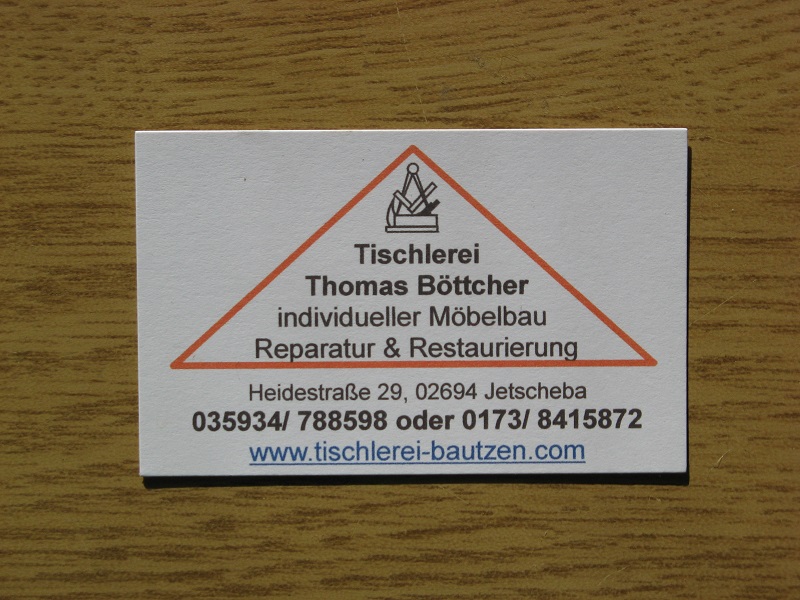 Tischlerei
Thomas Böttcher
individueller Möbelbau
Reparatur & Restaurierung
Heidestraße 29, 02694 Jetscheba
035934/ 788598 oder 0173/ 8415872
www.tischlerei-bautzen.com